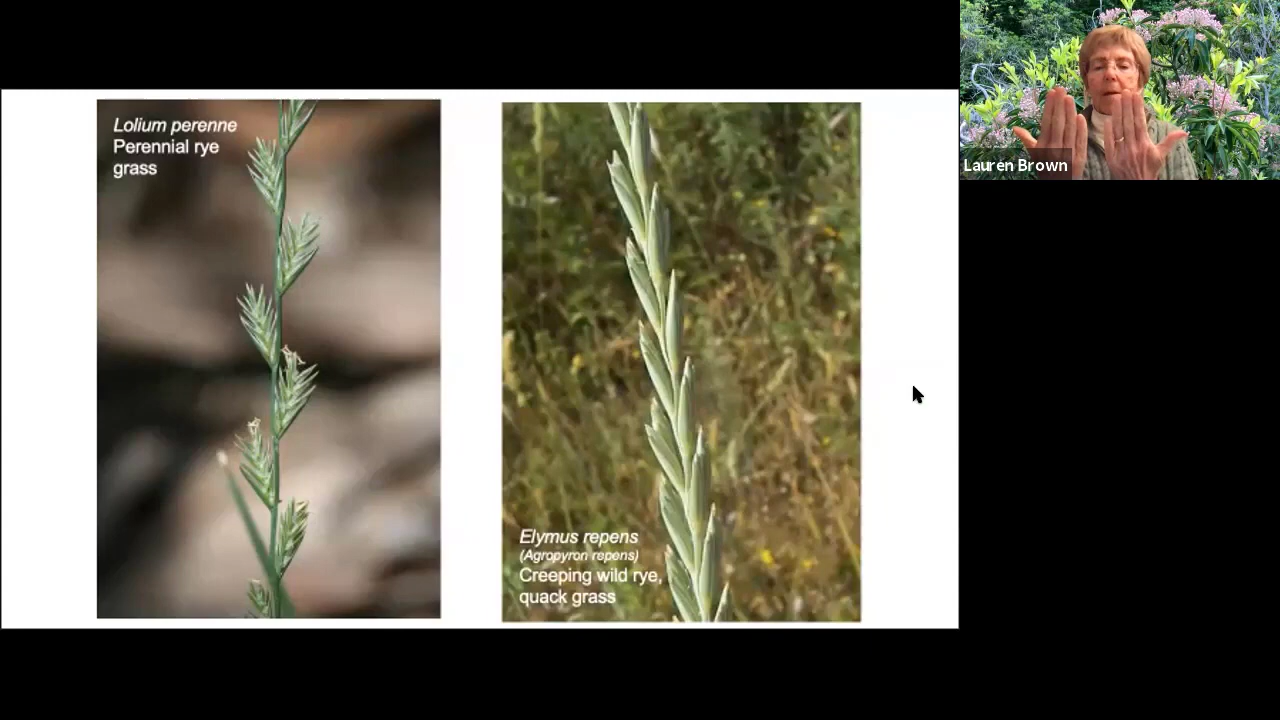 Lolium perenne
Perennial rye
grass
Elymus repens
(Agropyron repens)
Creeping wild rye,
quack grass
Lauren Brown